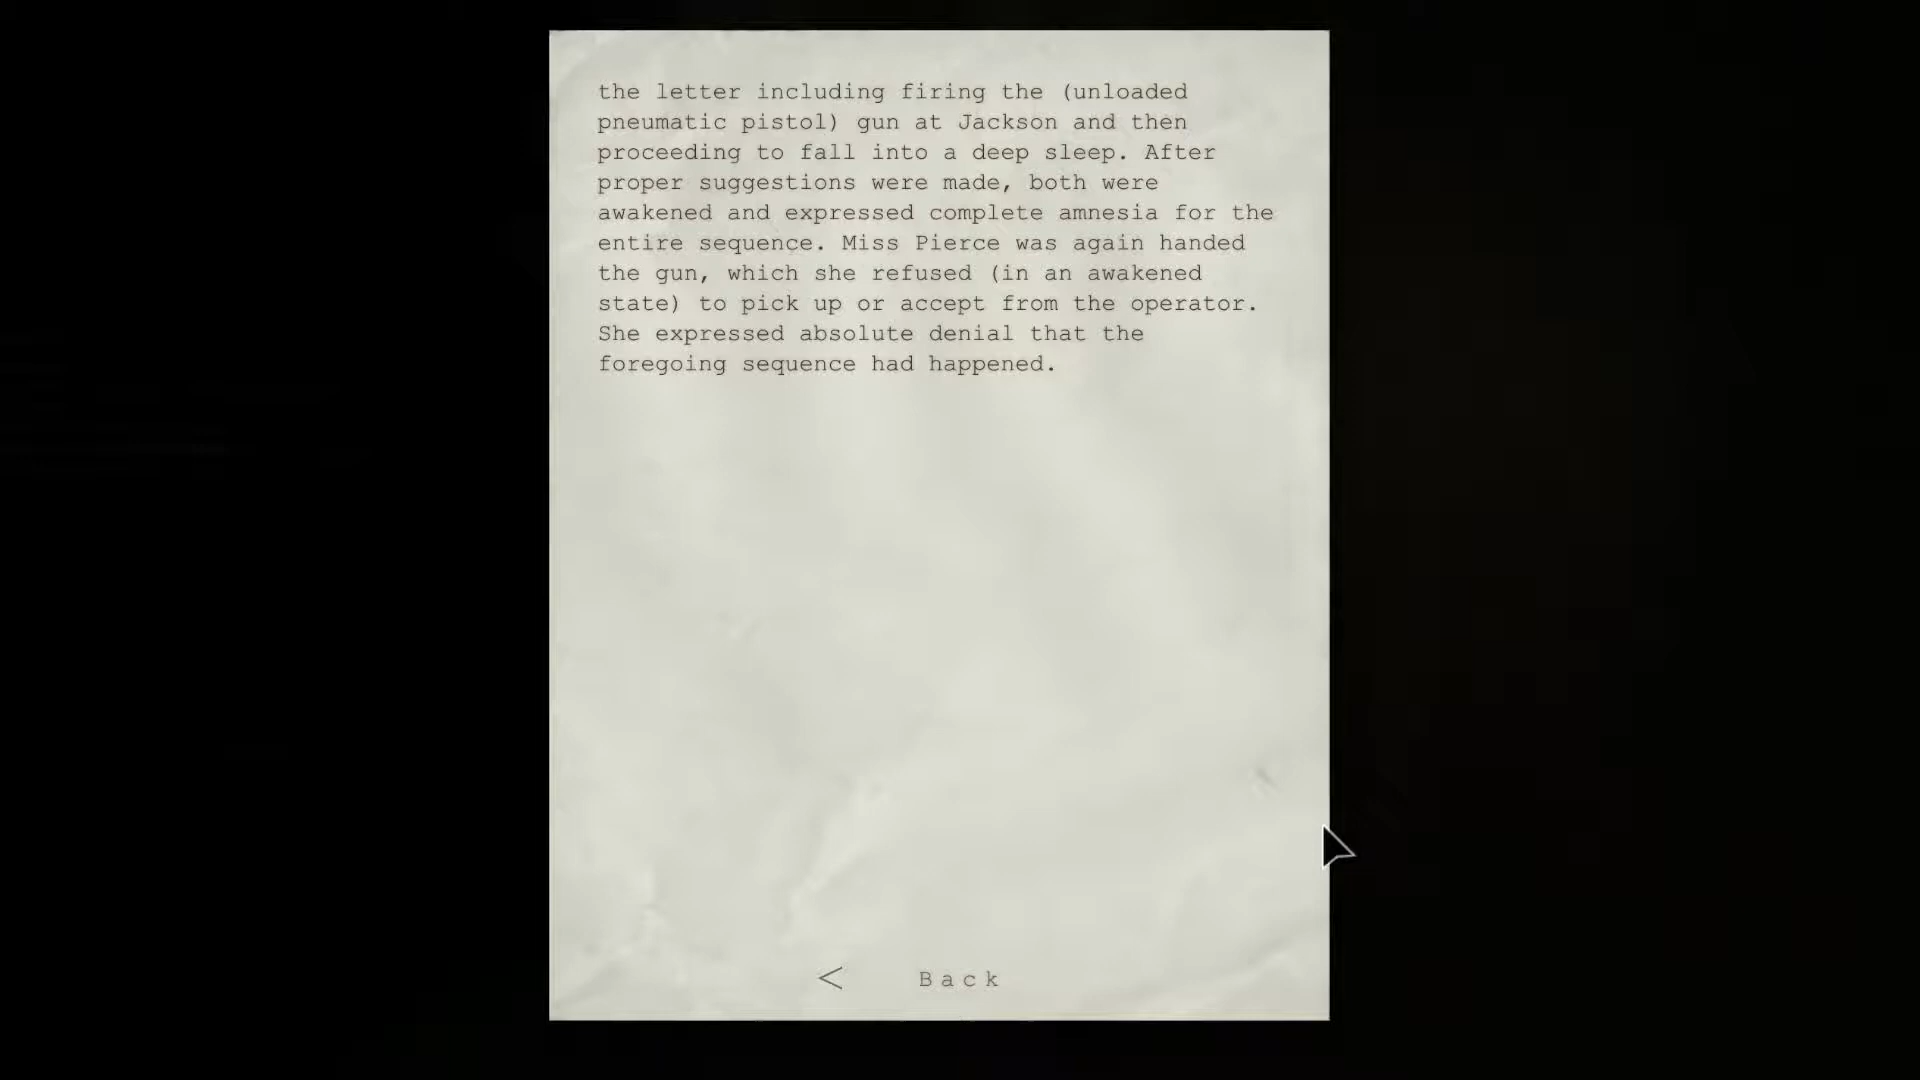 the letter including firing the (unloaded
pneumatic pistol) gun at Jackson and then
proceeding to fall into a deep sleep. After
proper suggestions were made, both were
awakened and expressed complete amnesia for the
entire sequence. Miss Pierce was again handed
the gun, which she refused (in an awakened
state) to pick up or accept from the operator.
She expressed absolute denial that the
foregoing sequence had happened.
< Back